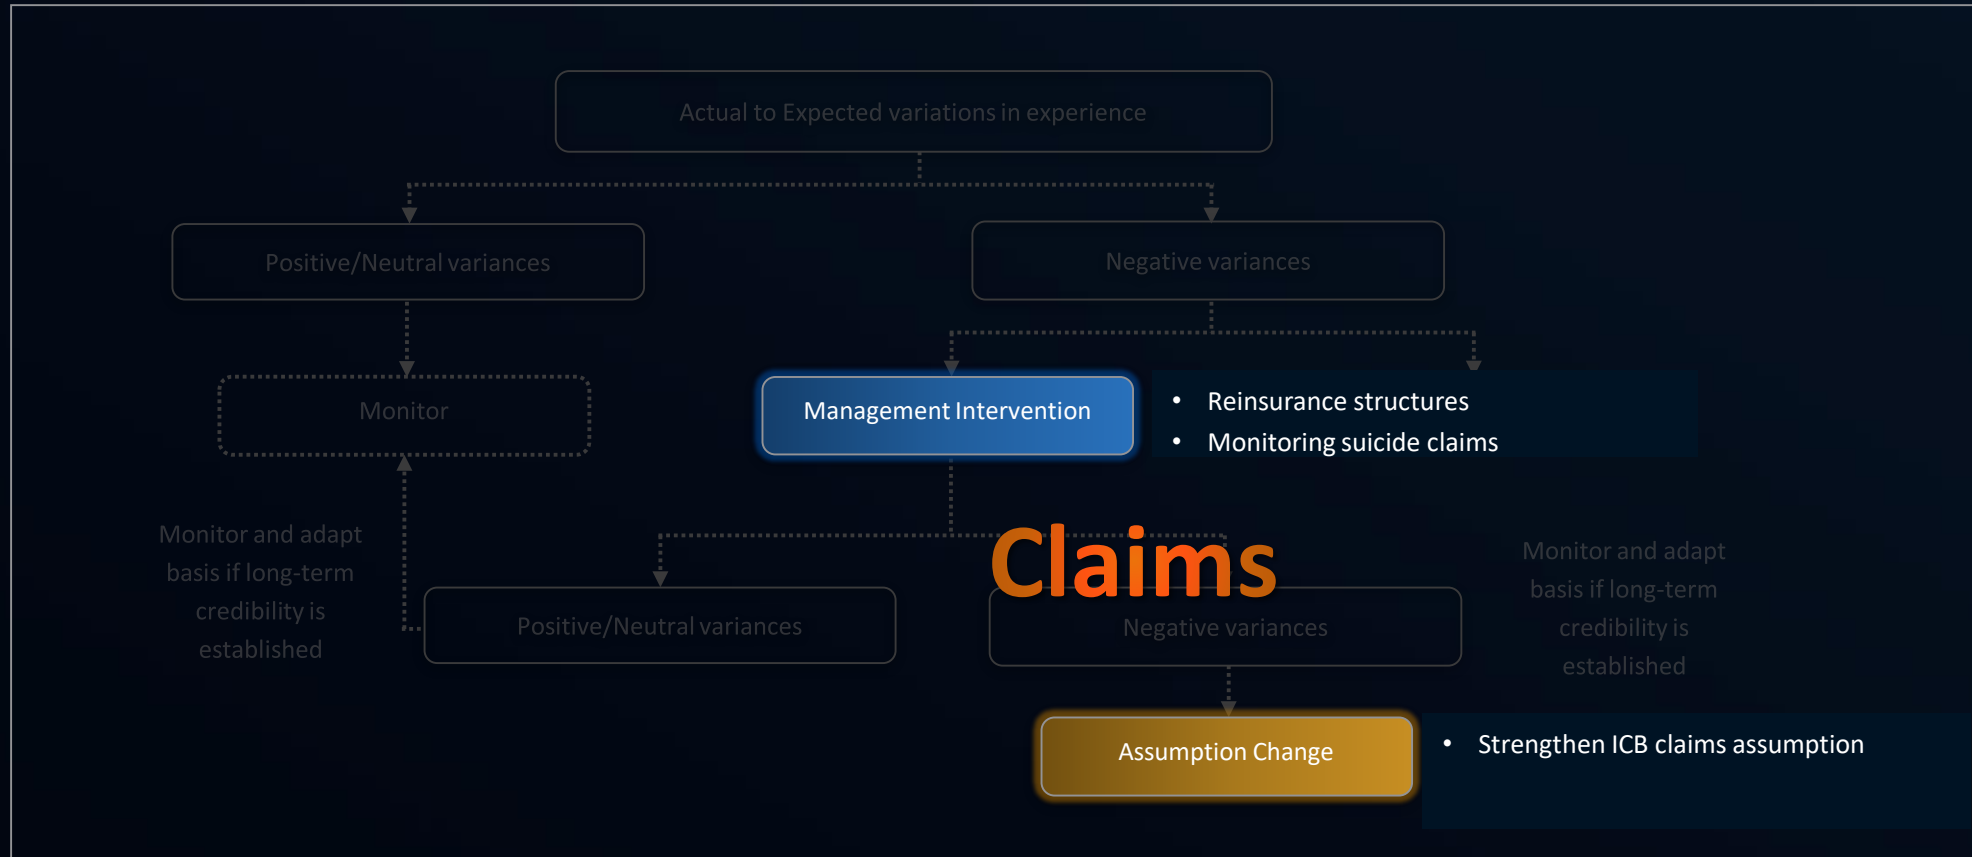 Actual to Expected variations in experience
Positive/Neutral variances
Negative variances
Monitor
Management Intervention
• Reinsurance structures
• Monitoring suicide claims
Monitor and adapt
basis if long-term
credibility is
established
Claims
Monitor and adapt
basis if long-term
credibility is
established
Positive/Neutral variances
Negative variances
Assumption Change
• Strengthen ICB claims assumption